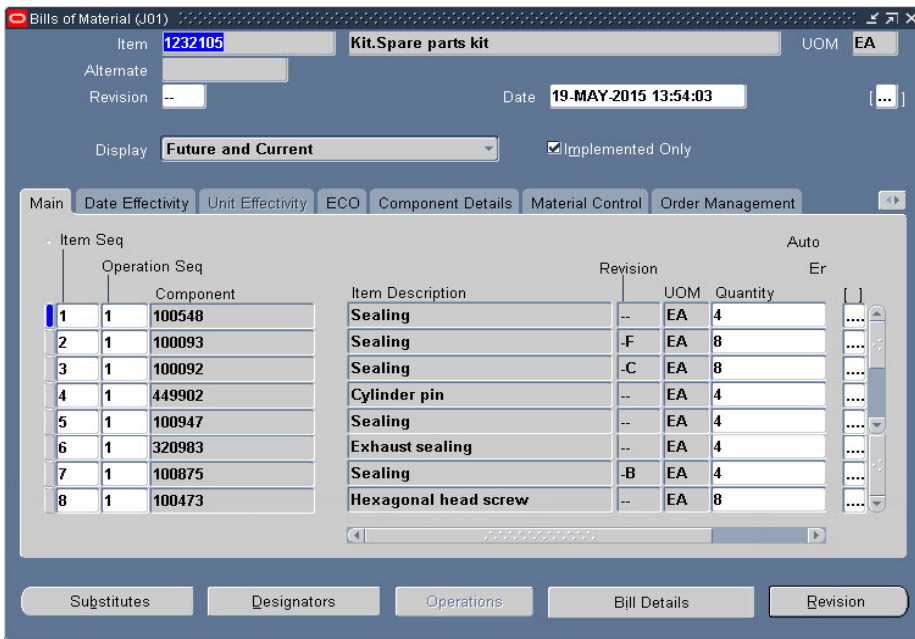 Bills of Material (J01)
Item 1232105 Kit.Spare parts kit UOM EA
Alternate
Revision -- Date 19-MAY-2015 13:54:03 [ ... ]
Display Future and Current Implemented Only
Main Date Effectivity Unit Effectivity ECO Component Details Material Control Order Management
Item Seq Auto
Operation Seq Revision Er
Component Item Description UOM Quantity [ ]
1 1 100548 Sealing -- EA 4 ....
2 1 100093 Sealing -F EA 8 ....
3 1 100092 Sealing -C EA 8 ....
4 1 449902 Cylinder pin -- EA 4 ....
5 1 100947 Sealing -- EA 4 ....
6 1 320983 Exhaust sealing -- EA 4 ....
7 1 100875 Sealing -B EA 4 ....
8 1 100473 Hexagonal head screw -- EA 8 ....
Substitutes Designators Operations Bill Details Revision